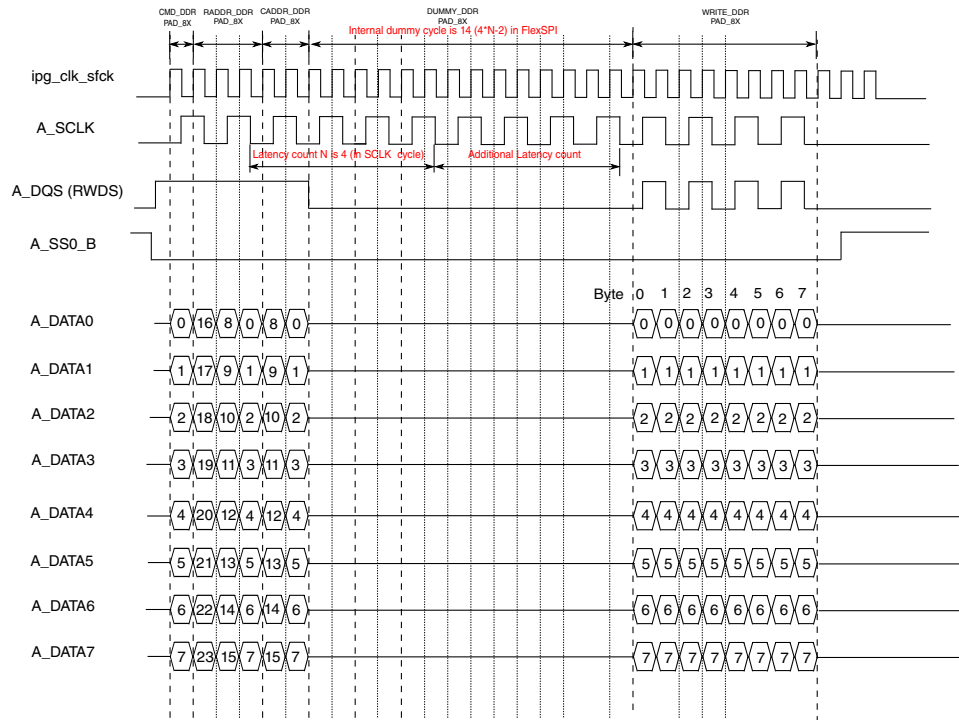 CMD_DDR RADDR_DDR CADDR_DDR DUMMY_DDR WRITE_DDR
PAD_8X PAD_8X PAD_8X PAD_8X PAD_8X
Internal dummy cycle is 14 (4*N-2) in FlexSPI
ipg_clk_sfck
A_SCLK
Latency count N is 4 (in SCLK cycle) Additional Latency count
A_DQS (RWDS)
A_SS0_B
Byte 0 1 2 3 4 5 6 7
A_DATA0 0 16 8 0 8 0 0 0 0 0 0 0 0 0
A_DATA1 1 17 9 1 9 1 1 1 1 1 1 1 1 1
A_DATA2 2 18 10 2 10 2 2 2 2 2 2 2 2 2
A_DATA3 3 19 11 3 11 3 3 3 3 3 3 3 3 3
A_DATA4 4 20 12 4 12 4 4 4 4 4 4 4 4 4
A_DATA5 5 21 13 5 13 5 5 5 5 5 5 5 5 5
A_DATA6 6 22 14 6 14 6 6 6 6 6 6 6 6 6
A_DATA7 7 23 15 7 15 7 7 7 7 7 7 7 7 7